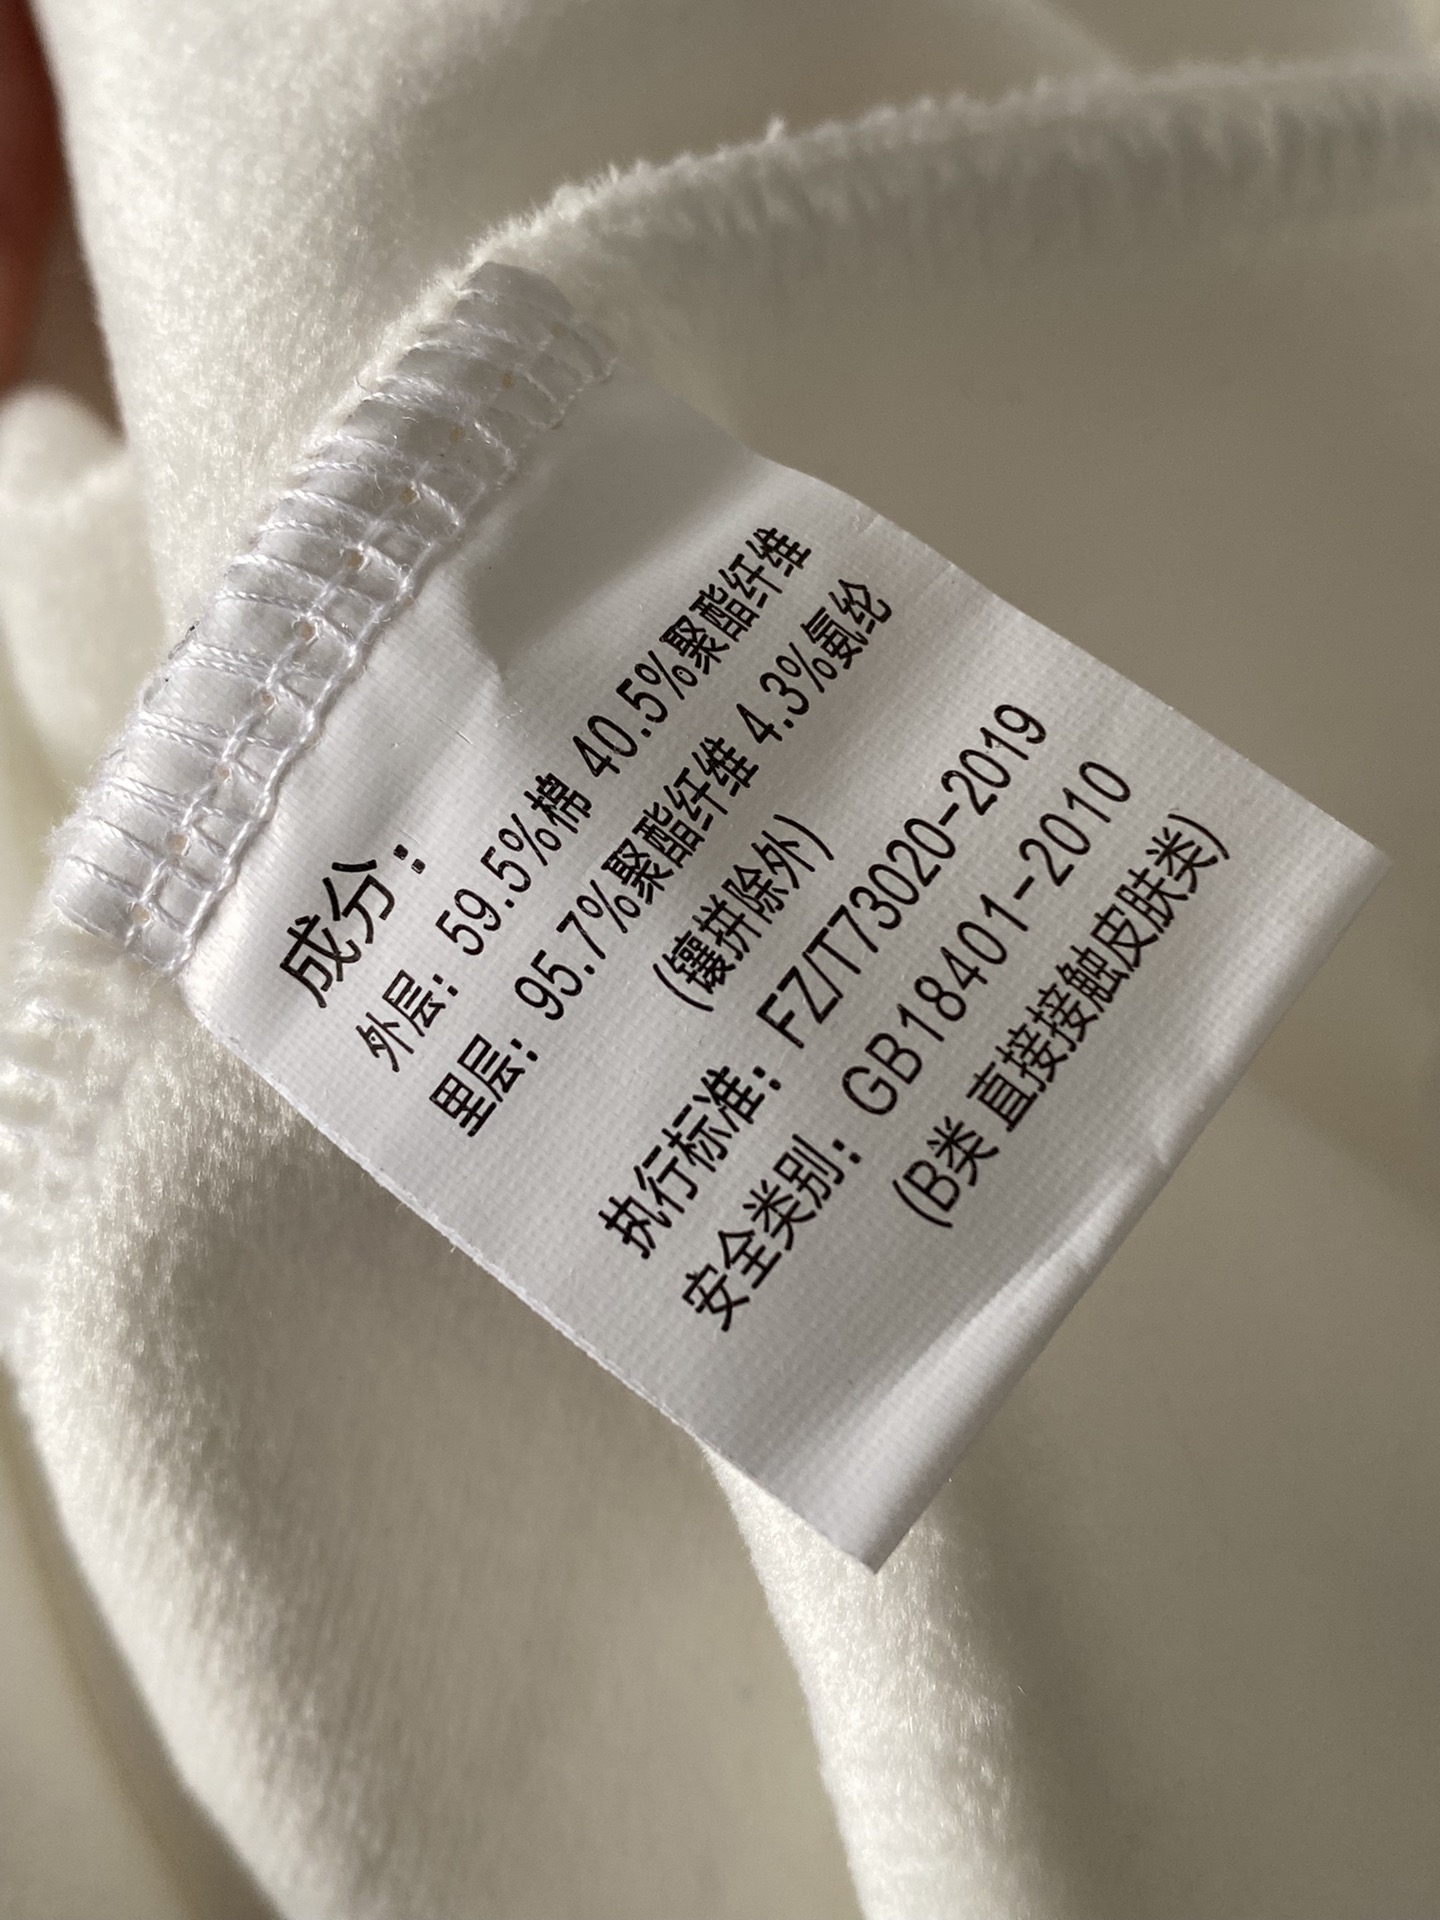 成分:
外层: 59.5%棉 40.5%聚酯纤维
里层: 95.7%聚酯纤维 4.3%氨纶
(镶拼除外)
执行标准: FZ/T73020-2019
安全类别: GB18401-2010
(B类 直接接触皮肤类)